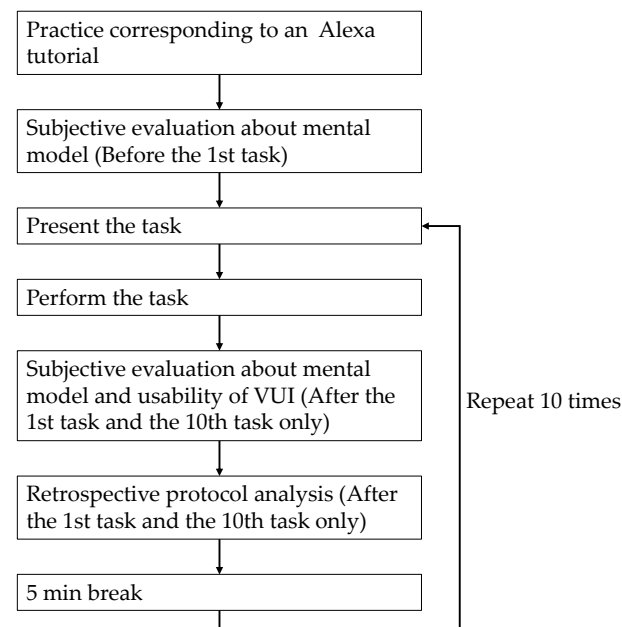 Practice corresponding to an Alexa
tutorial
Subjective evaluation about mental
model (Before the 1st task)
Present the task
Perform the task
Subjective evaluation about mental
model and usability of VUI (After the
1st task and the 10th task only)
Repeat 10 times
Retrospective protocol analysis (After
the 1st task and the 10th task only)
5 min break